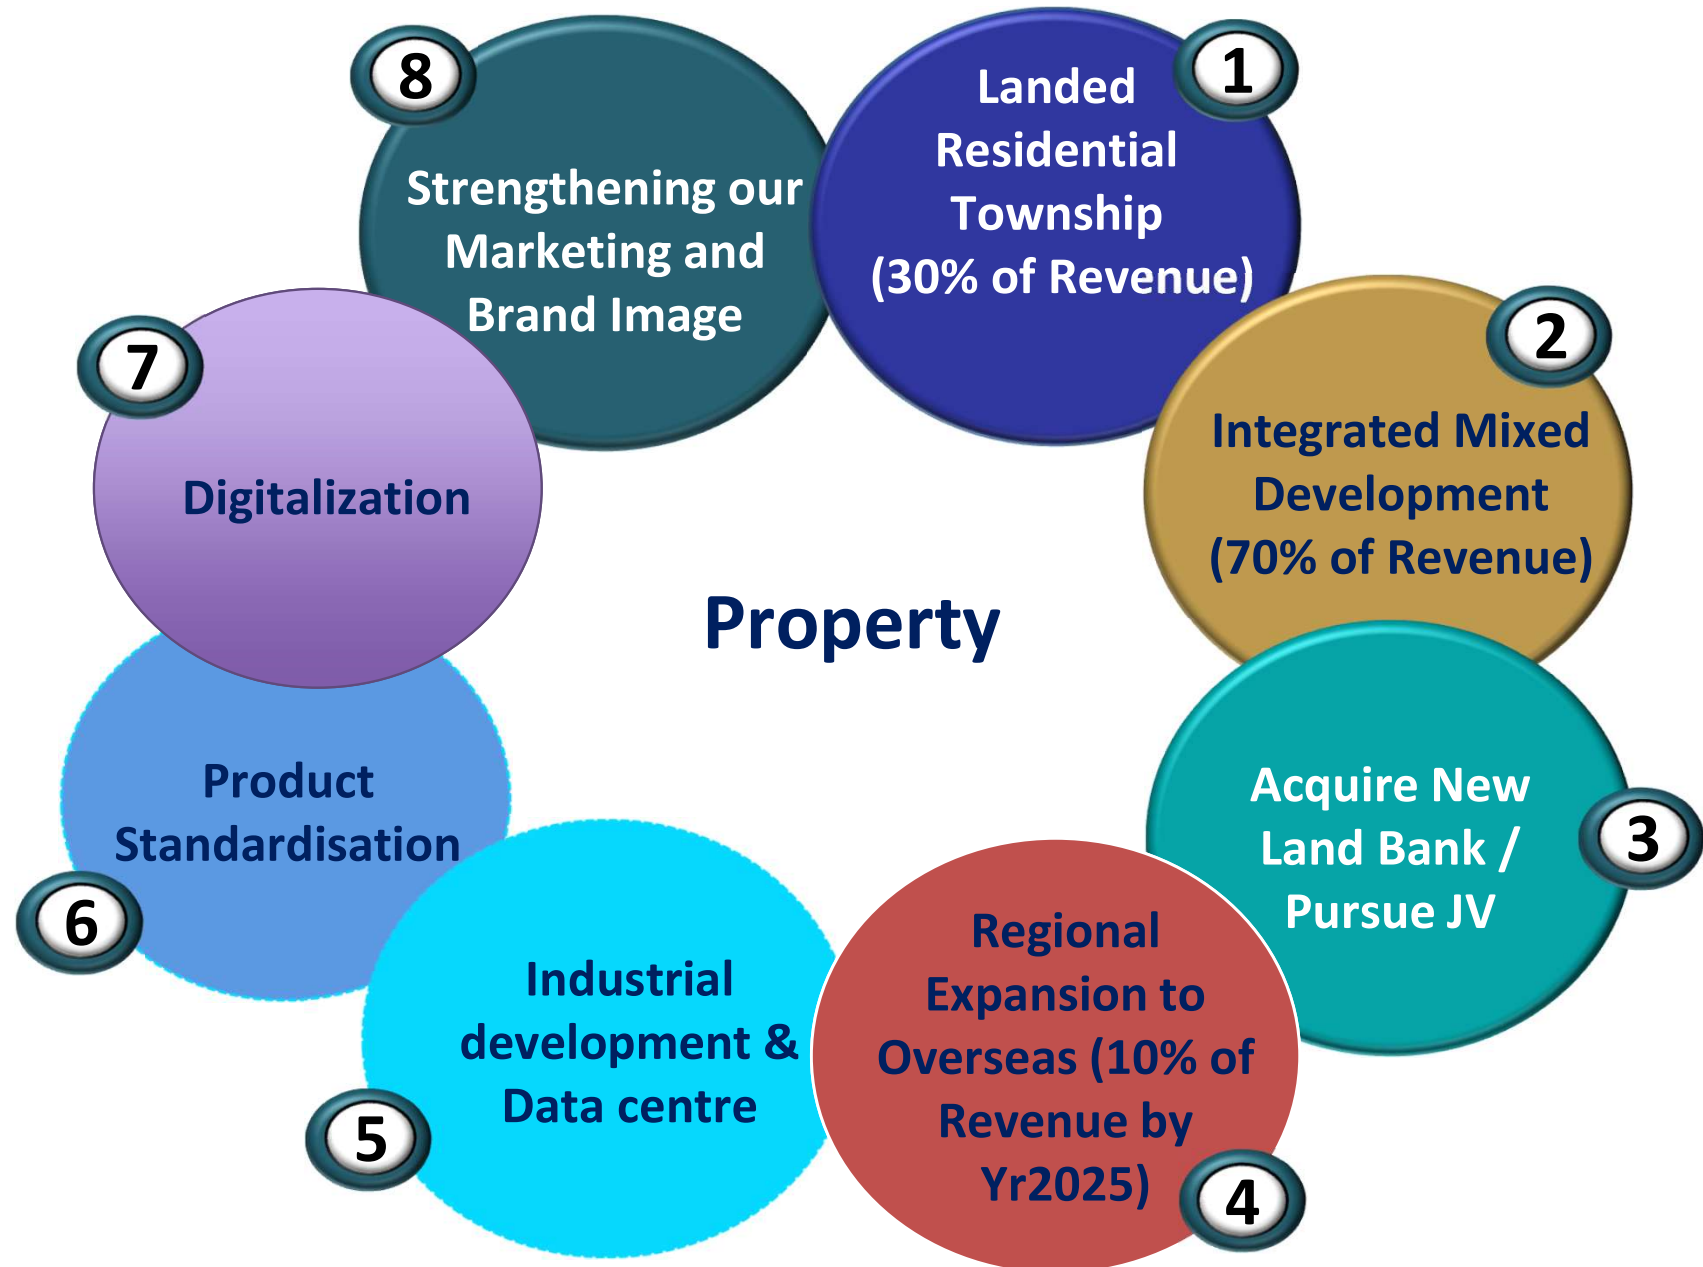 1
Landed
Residential
Township
(30% of Revenue)
2
Integrated Mixed
Development
(70% of Revenue)
3
Acquire New
Land Bank /
Pursue JV
4
Regional
Expansion to
Overseas (10% of
Revenue by
Yr2025)
5
Industrial
development &
Data centre
6
Product
Standardisation
7
Digitalization
8
Strengthening our
Marketing and
Brand Image
Property